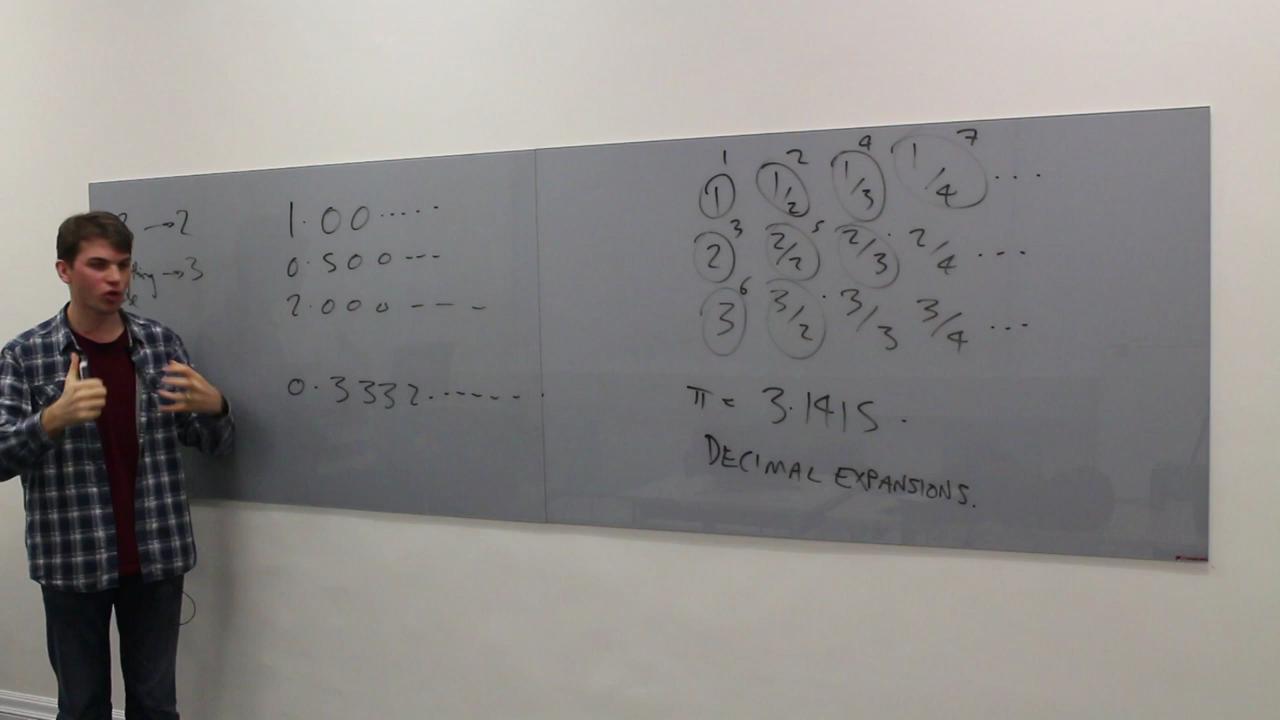 →2
→3
1.00.....
0.500---
2.000----
0.3332.......
1 2 4 7
1 1/2 1/3 1/4 ...
3 5
2 2/2 2/3 2/4 ...
6
3 3/2 3/3 3/4 ...
π = 3.1415.
DECIMAL EXPANSIONS.